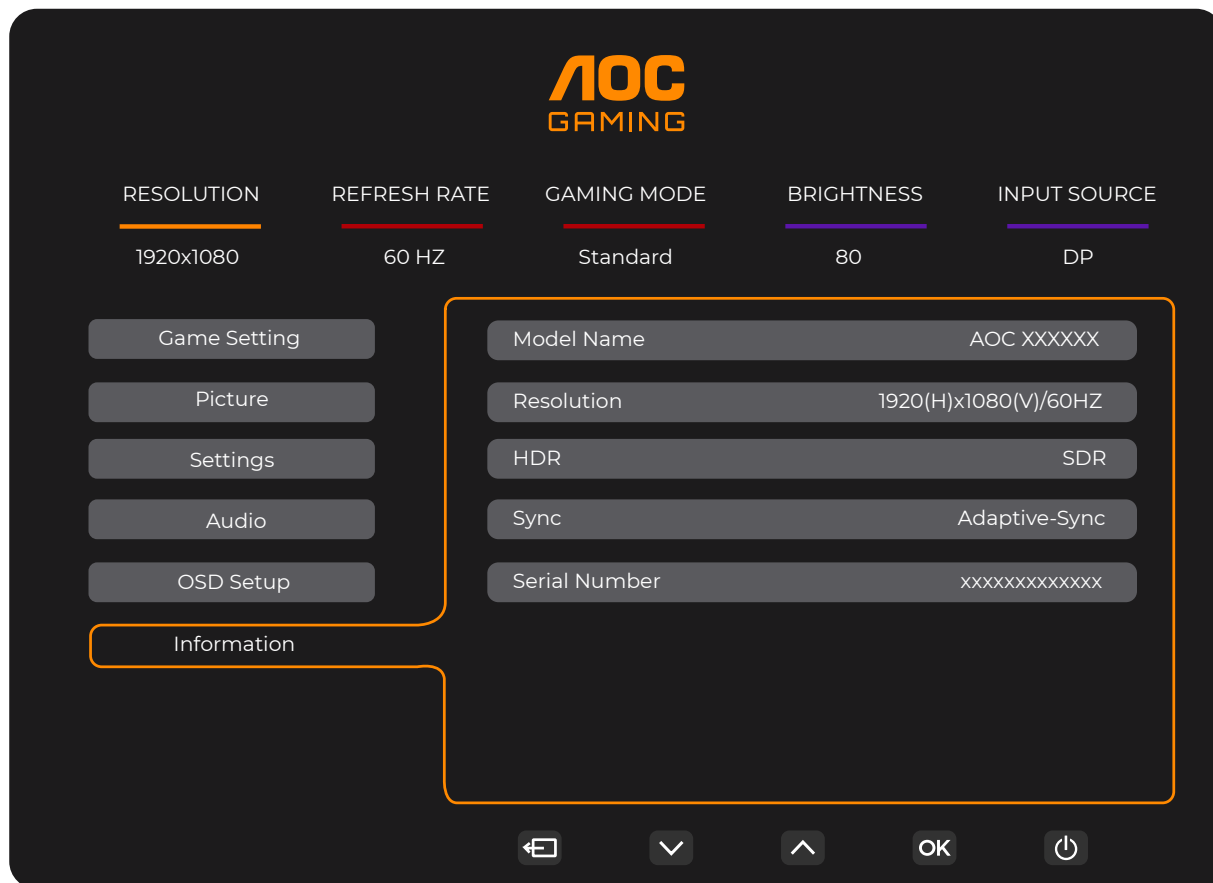 AOC
GAMING
RESOLUTION REFRESH RATE GAMING MODE BRIGHTNESS INPUT SOURCE
1920x1080 60 HZ Standard 80 DP
Game Setting
Model Name AOC XXXXXX
Picture
Resolution 1920(H)x1080(V)/60HZ
Settings
HDR SDR
Audio
Sync Adaptive-Sync
OSD Setup
Serial Number xxxxxxxxxxxxx
Information
OK